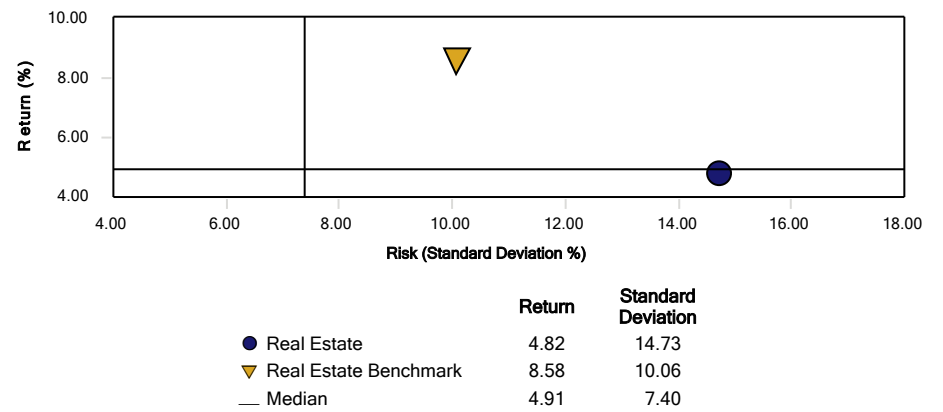 10.00
8.00
6.00
4.00
Return (%)
4.00 6.00 8.00 10.00 12.00 14.00 16.00 18.00
Risk (Standard Deviation %)
Return Standard Deviation
Real Estate 4.82 14.73
Real Estate Benchmark 8.58 10.06
Median 4.91 7.40